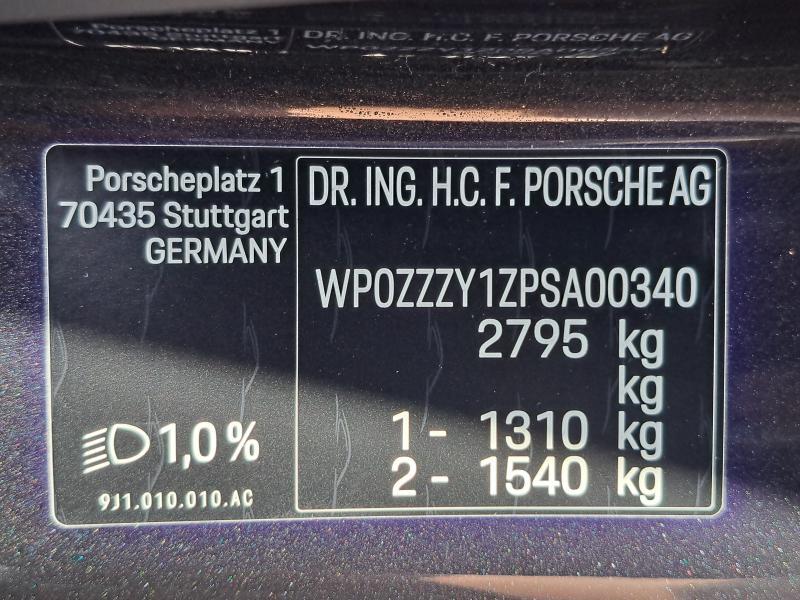 Porscheplatz 1
70435 Stuttgart
GERMANY
DR. ING. H.C. F. PORSCHE AG
WP0ZZZY1ZPSA00340
2795 kg
kg
1 - 1310 kg
2 - 1540 kg
1,0 %
9J1.010.010.AC